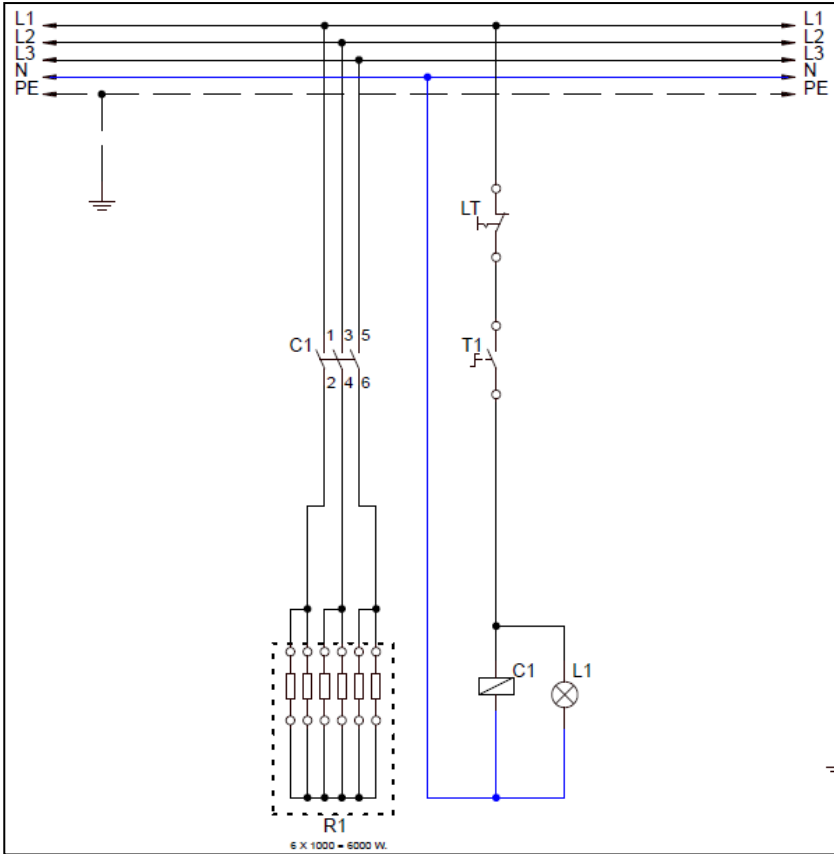 L1 L1
L2 L2
L3 L3
N N
PE PE
LT
1 3 5
C1 T1
2 4 6
C1 L1
R1
6 X 1000 = 6000 W.